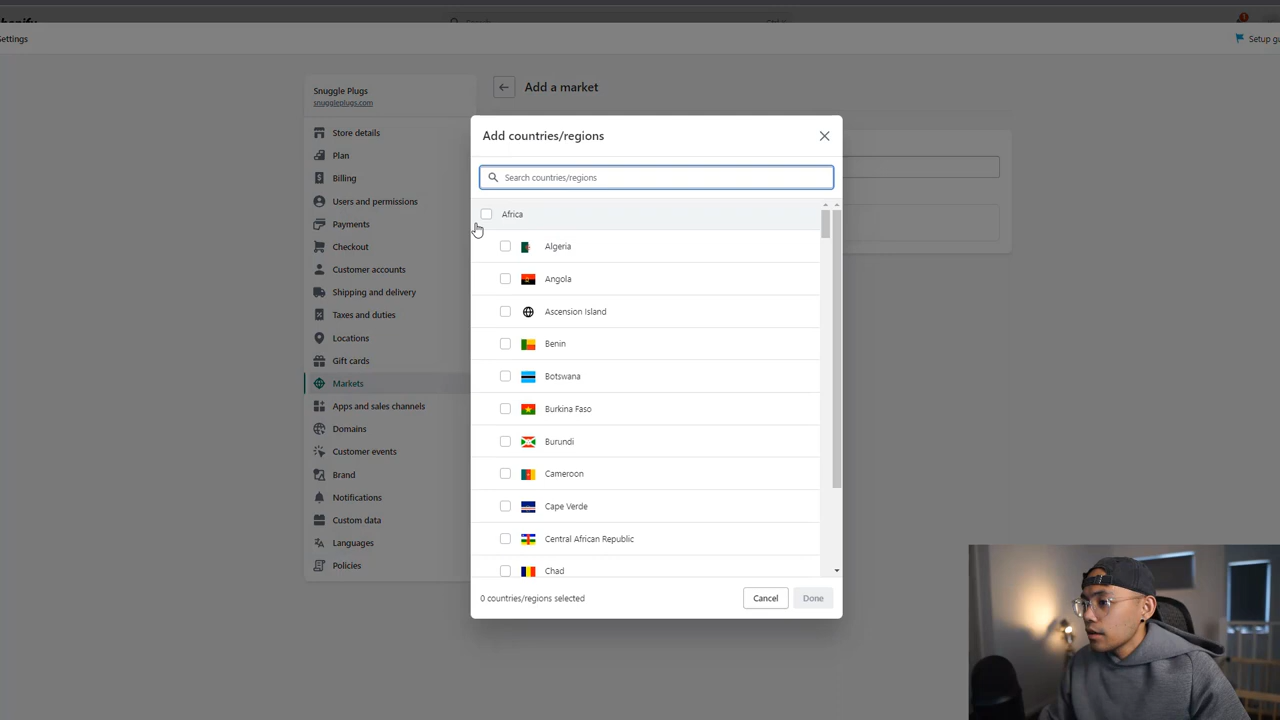 Search
Settings
Setup gu
Snuggle Plugs
snuggleplugs.com
Store details
Plan
Billing
Users and permissions
Payments
Checkout
Customer accounts
Shipping and delivery
Taxes and duties
Locations
Gift cards
Markets
Apps and sales channels
Domains
Customer events
Brand
Notifications
Custom data
Languages
Policies
Add a market
Add countries/regions
Search countries/regions
Africa
Algeria
Angola
Ascension Island
Benin
Botswana
Burkina Faso
Burundi
Cameroon
Cape Verde
Central African Republic
Chad
0 countries/regions selected
Cancel
Done